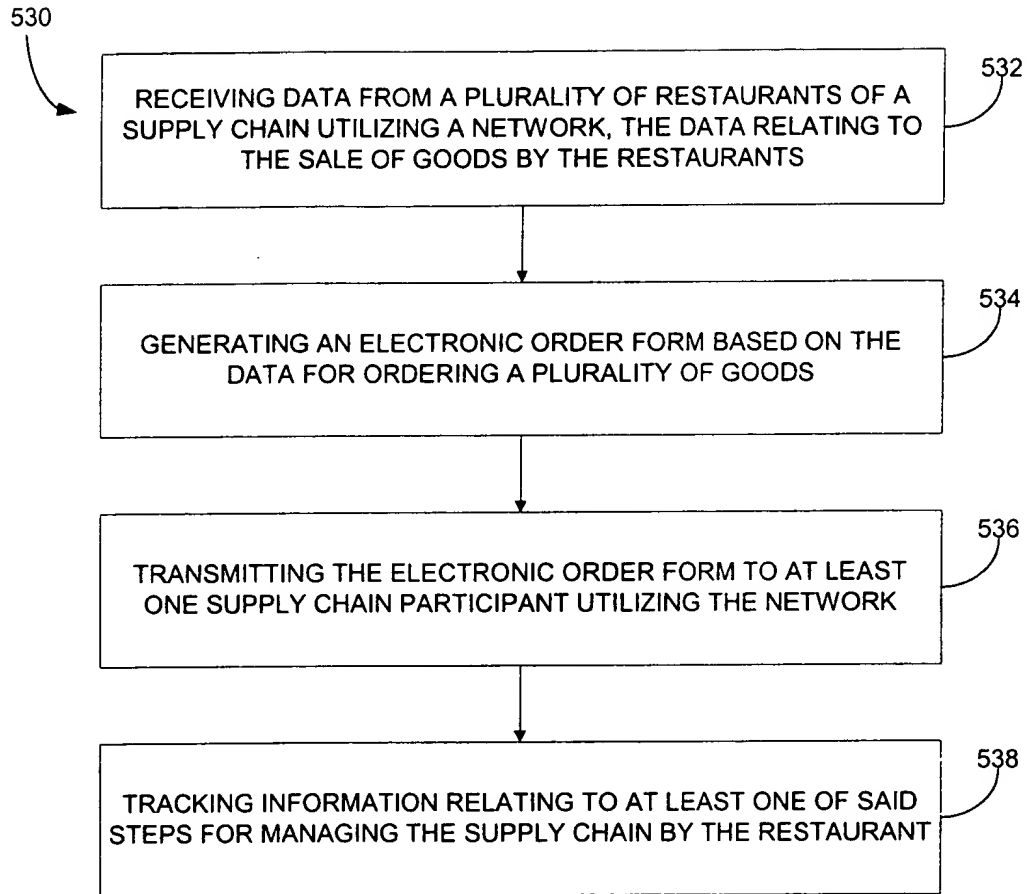 530
532
RECEIVING DATA FROM A PLURALITY OF RESTAURANTS OF A
SUPPLY CHAIN UTILIZING A NETWORK, THE DATA RELATING TO
THE SALE OF GOODS BY THE RESTAURANTS
534
GENERATING AN ELECTRONIC ORDER FORM BASED ON THE
DATA FOR ORDERING A PLURALITY OF GOODS
536
TRANSMITTING THE ELECTRONIC ORDER FORM TO AT LEAST
ONE SUPPLY CHAIN PARTICIPANT UTILIZING THE NETWORK
538
TRACKING INFORMATION RELATING TO AT LEAST ONE OF SAID
STEPS FOR MANAGING THE SUPPLY CHAIN BY THE RESTAURANT